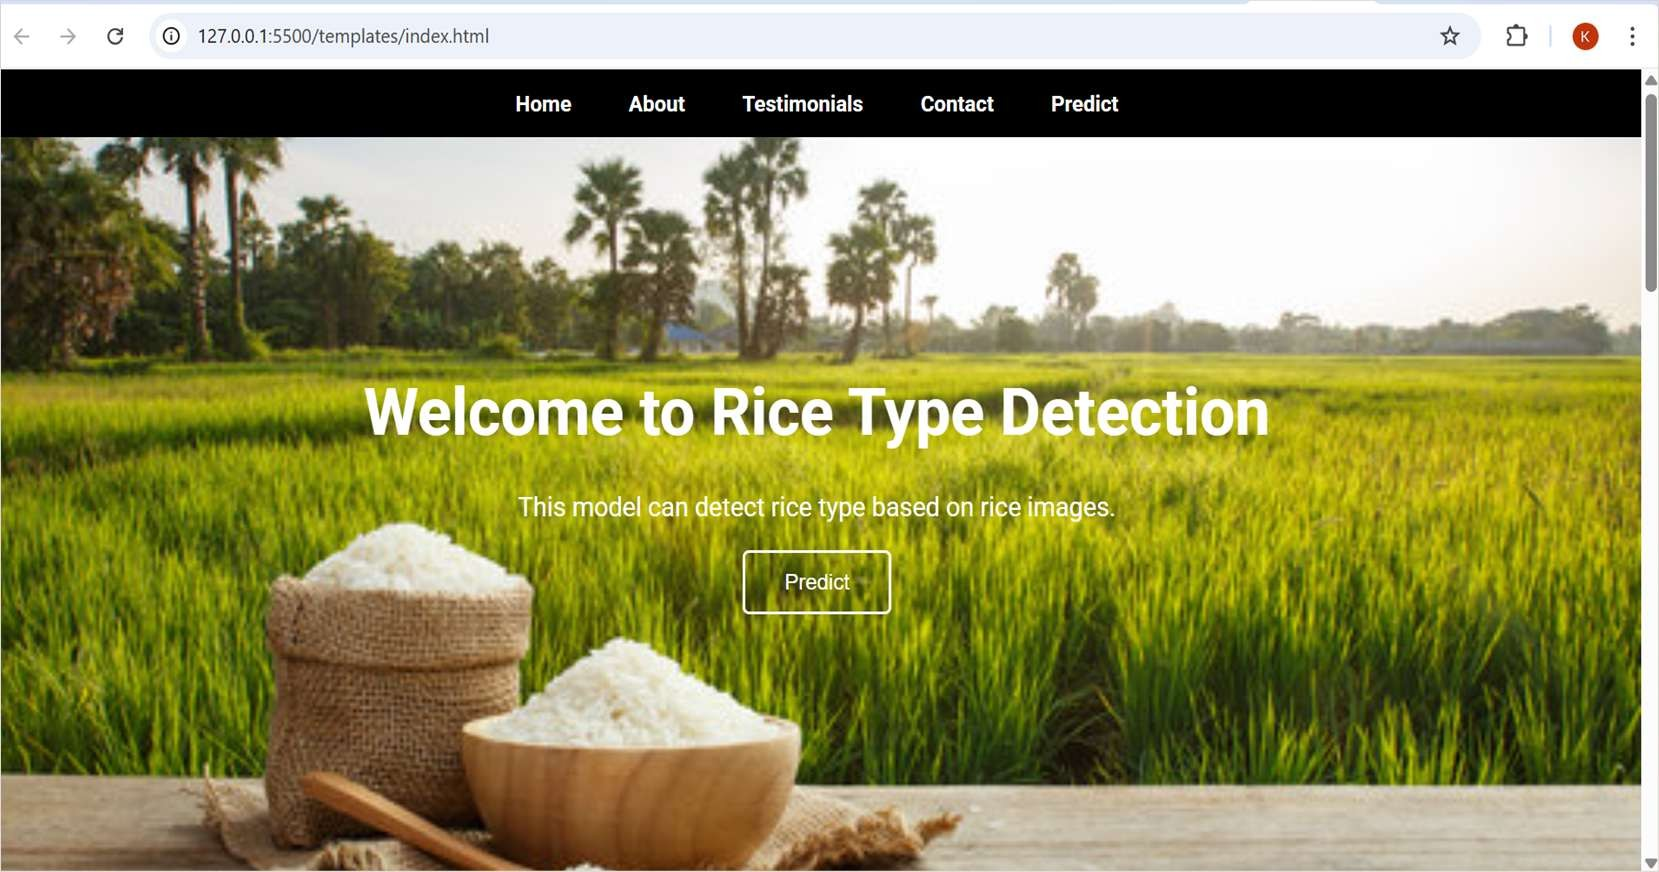 127.0.0.1:5500/templates/index.html
K
Home About Testimonials Contact Predict
Welcome to Rice Type Detection
This model can detect rice type based on rice images.
Predict